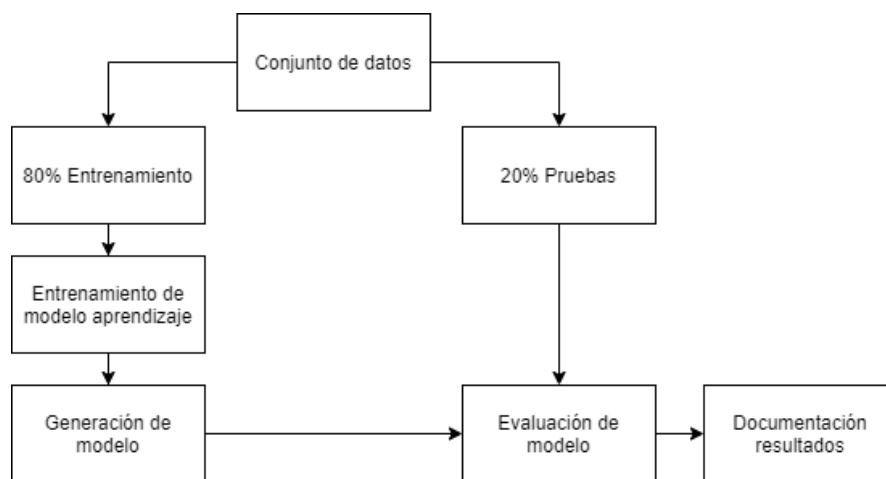 Conjunto de datos
80% Entrenamiento
20% Pruebas
Entrenamiento de
modelo aprendizaje
Generación de
modelo
Evaluación de
modelo
Documentación
resultados